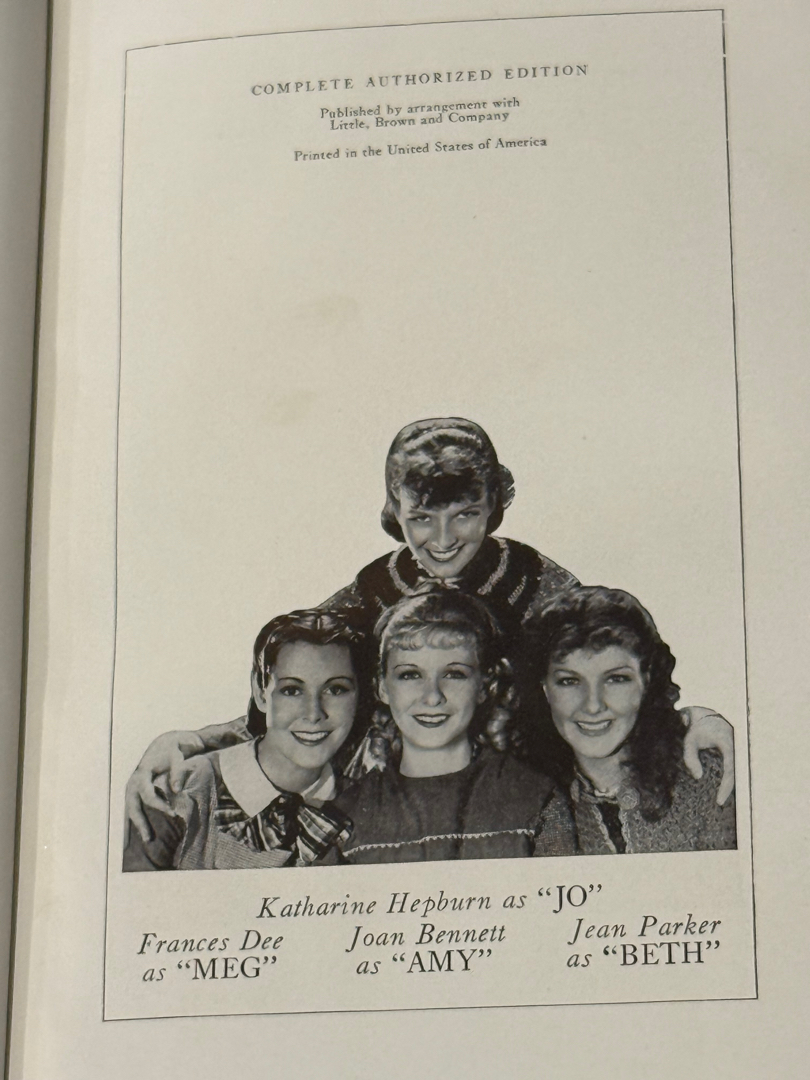 COMPLETE AUTHORIZED EDITION
Published by arrangement with
Little, Brown and Company
Printed in the United States of America
Katharine Hepburn as “JO”
Frances Dee
as “MEG”
Joan Bennett
as “AMY”
Jean Parker
as “BETH”